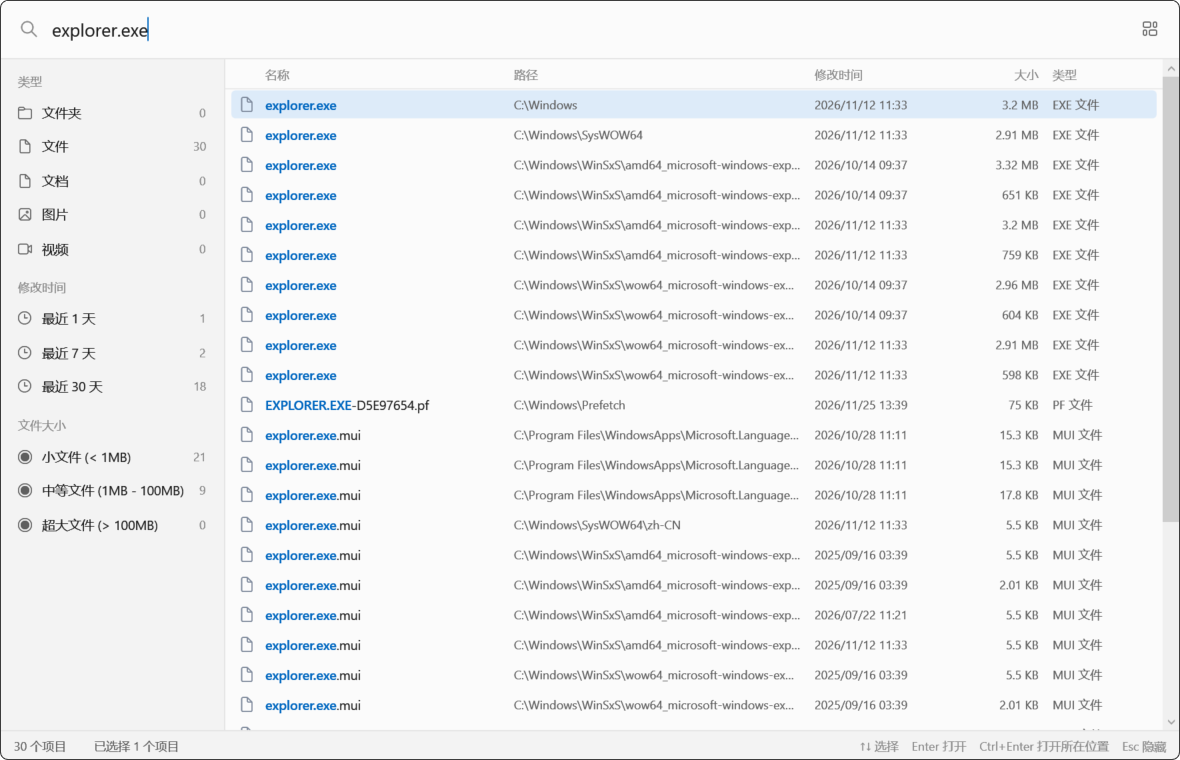 explorer.exe
类型
文件夹 0
文件 30
文档 0
图片 0
视频 0
修改时间
最近 1 天 1
最近 7 天 2
最近 30 天 18
文件大小
小文件 (< 1MB) 21
中等文件 (1MB - 100MB) 9
超大文件 (> 100MB) 0
名称 路径 修改时间 大小 类型
explorer.exe C:\Windows 2026/11/12 11:33 3.2 MB EXE 文件
explorer.exe C:\Windows\SysWOW64 2026/11/12 11:33 2.91 MB EXE 文件
explorer.exe C:\Windows\WinSxS\amd64_microsoft-windows-exp... 2026/10/14 09:37 3.32 MB EXE 文件
explorer.exe C:\Windows\WinSxS\amd64_microsoft-windows-exp... 2026/10/14 09:37 651 KB EXE 文件
explorer.exe C:\Windows\WinSxS\amd64_microsoft-windows-exp... 2026/11/12 11:33 3.2 MB EXE 文件
explorer.exe C:\Windows\WinSxS\amd64_microsoft-windows-exp... 2026/11/12 11:33 759 KB EXE 文件
explorer.exe C:\Windows\WinSxS\wow64_microsoft-windows-ex... 2026/10/14 09:37 2.96 MB EXE 文件
explorer.exe C:\Windows\WinSxS\wow64_microsoft-windows-ex... 2026/10/14 09:37 604 KB EXE 文件
explorer.exe C:\Windows\WinSxS\wow64_microsoft-windows-ex... 2026/11/12 11:33 2.91 MB EXE 文件
explorer.exe C:\Windows\WinSxS\wow64_microsoft-windows-ex... 2026/11/12 11:33 598 KB EXE 文件
EXPLORER.EXE-D5E97654.pf C:\Windows\Prefetch 2026/11/25 13:39 75 KB PF 文件
explorer.exe.mui C:\Program Files\WindowsApps\Microsoft.Language... 2026/10/28 11:11 15.3 KB MUI 文件
explorer.exe.mui C:\Program Files\WindowsApps\Microsoft.Language... 2026/10/28 11:11 15.3 KB MUI 文件
explorer.exe.mui C:\Program Files\WindowsApps\Microsoft.Language... 2026/10/28 11:11 17.8 KB MUI 文件
explorer.exe.mui C:\Windows\SysWOW64\zh-CN 2026/11/12 11:33 5.5 KB MUI 文件
explorer.exe.mui C:\Windows\WinSxS\amd64_microsoft-windows-exp... 2025/09/16 03:39 5.5 KB MUI 文件
explorer.exe.mui C:\Windows\WinSxS\amd64_microsoft-windows-exp... 2025/09/16 03:39 2.01 KB MUI 文件
explorer.exe.mui C:\Windows\WinSxS\amd64_microsoft-windows-exp... 2026/07/22 11:21 5.5 KB MUI 文件
explorer.exe.mui C:\Windows\WinSxS\amd64_microsoft-windows-exp... 2026/11/12 11:33 5.5 KB MUI 文件
explorer.exe.mui C:\Windows\WinSxS\wow64_microsoft-windows-ex... 2025/09/16 03:39 5.5 KB MUI 文件
explorer.exe.mui C:\Windows\WinSxS\wow64_microsoft-windows-ex... 2025/09/16 03:39 2.01 KB MUI 文件
30 个项目 已选择 1 个项目 ↑↓ 选择 Enter 打开 Ctrl+Enter 打开所在位置 Esc 隐藏